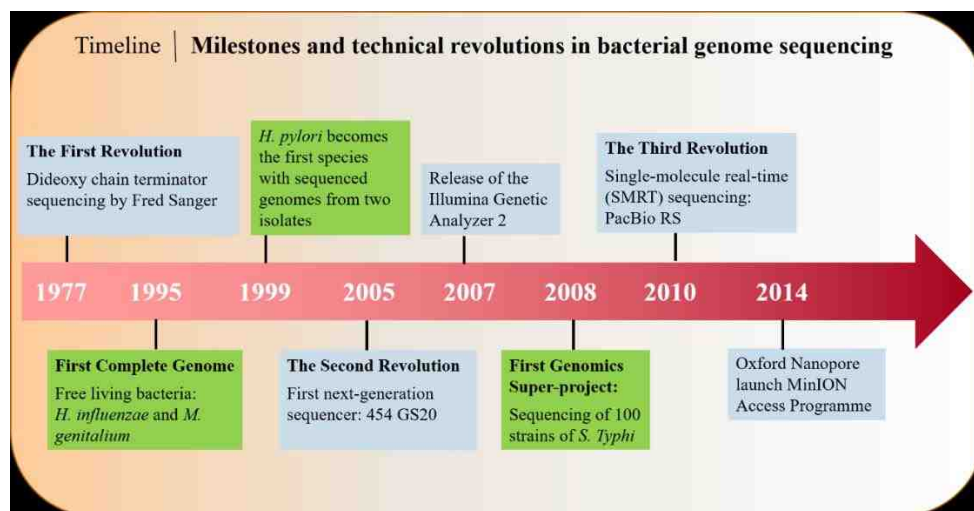 Timeline | Milestones and technical revolutions in bacterial genome sequencing
The First Revolution
Dideoxy chain terminator
sequencing by Fred Sanger
H. pylori becomes
the first species
with sequenced
genomes from two
isolates
Release of the
Illumina Genetic
Analyzer 2
The Third Revolution
Single-molecule real-time
(SMRT) sequencing:
PacBio RS
1977 1995 1999 2005 2007 2008 2010 2014
First Complete Genome
Free living bacteria:
H. influenzae and M.
genitalium
The Second Revolution
First next-generation
sequencer: 454 GS20
First Genomics
Super-project:
Sequencing of 100
strains of S. Typhi
Oxford Nanopore
launch MinION
Access Programme